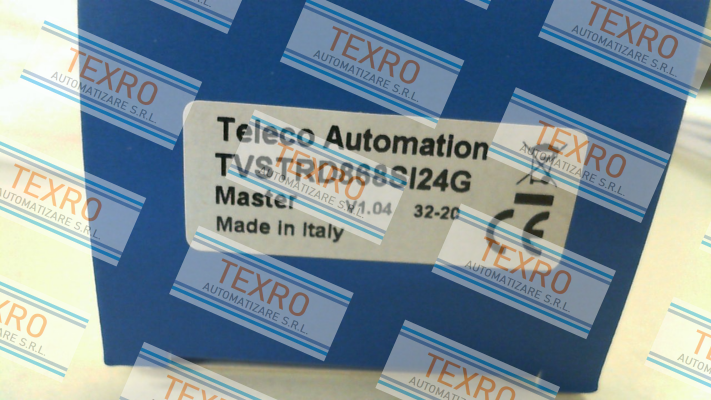 Teleco Automation
TVSTRD868SI24G
Master V1.04 32-20
Made in Italy
CE
TEXRO
AUTOMATIZARE S.R.L.